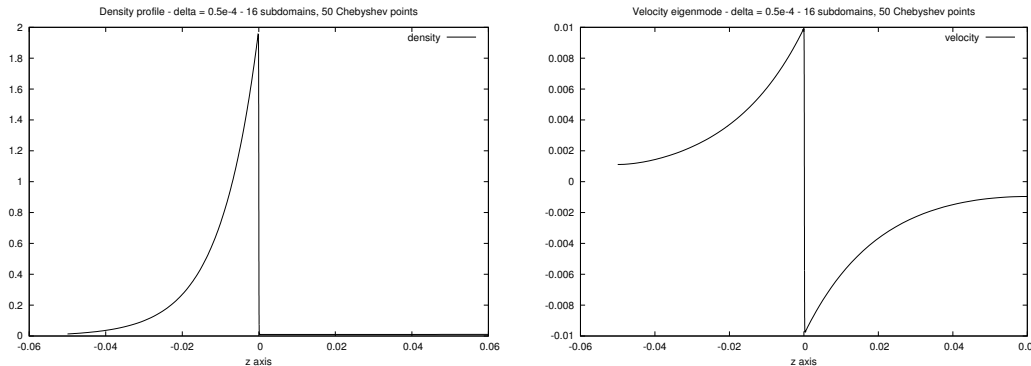 Density profile - delta = 0.5e-4 - 16 subdomains, 50 Chebyshev points
density
2
1.8
1.6
1.4
1.2
1
0.8
0.6
0.4
0.2
0
-0.06 -0.04 -0.02 0 0.02 0.04 0.06
z axis
Velocity eigenmode - delta = 0.5e-4 - 16 subdomains, 50 Chebyshev points
velocity
0.01
0.008
0.006
0.004
0.002
0
-0.002
-0.004
-0.006
-0.008
-0.01
-0.06 -0.04 -0.02 0 0.02 0.04 0.0
z axis